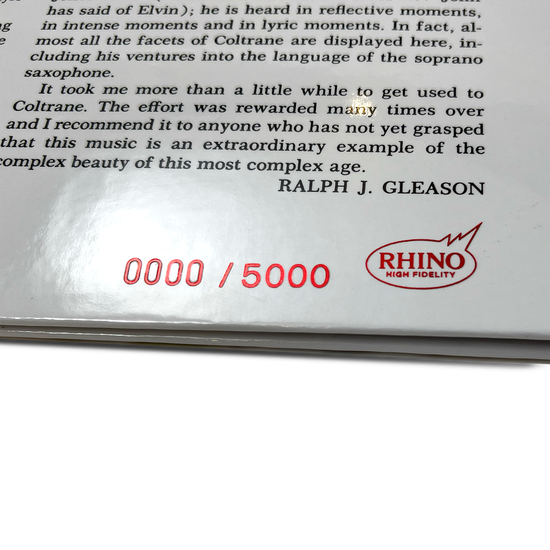 has said of Elvin); he is heard in reflective moments,
in intense moments and in lyric moments. In fact, al-
most all the facets of Coltrane are displayed here, in-
cluding his ventures into the language of the soprano
saxophone.
It took me more than a little while to get used to
Coltrane. The effort was rewarded many times over
and I recommend it to anyone who has not yet grasped
that this music is an extraordinary example of the
complex beauty of this most complex age.
RALPH J. GLEASON
0000 / 5000
RHINO
HIGH FIDELITY